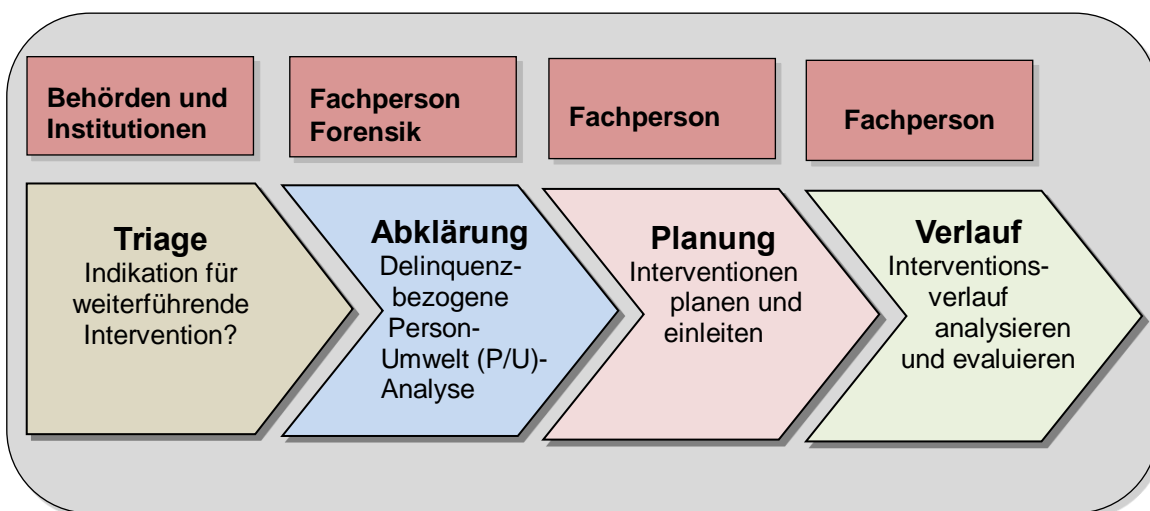 Behörden und
Institutionen
Fachperson
Forensik
Fachperson
Fachperson
Triage
Indikation für
weiterführende
Intervention?
Abklärung
Delinquenz-
bezogene
Person-
Umwelt (P/U)-
Analyse
Planung
Interventionen
planen und
einleiten
Verlauf
Interventions-
verlauf
analysieren
und evaluieren